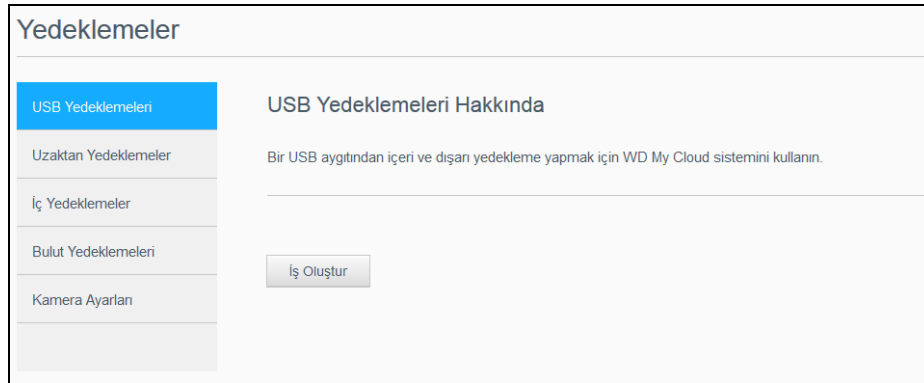 Yedeklemeler
USB Yedeklemeleri
Uzaktan Yedeklemeler
İç Yedeklemeler
Bulut Yedeklemeleri
Kamera Ayarları
USB Yedeklemeleri Hakkında
Bir USB aygıtından içeri ve dışarı yedekleme yapmak için WD My Cloud sistemini kullanın.
İş Oluştur